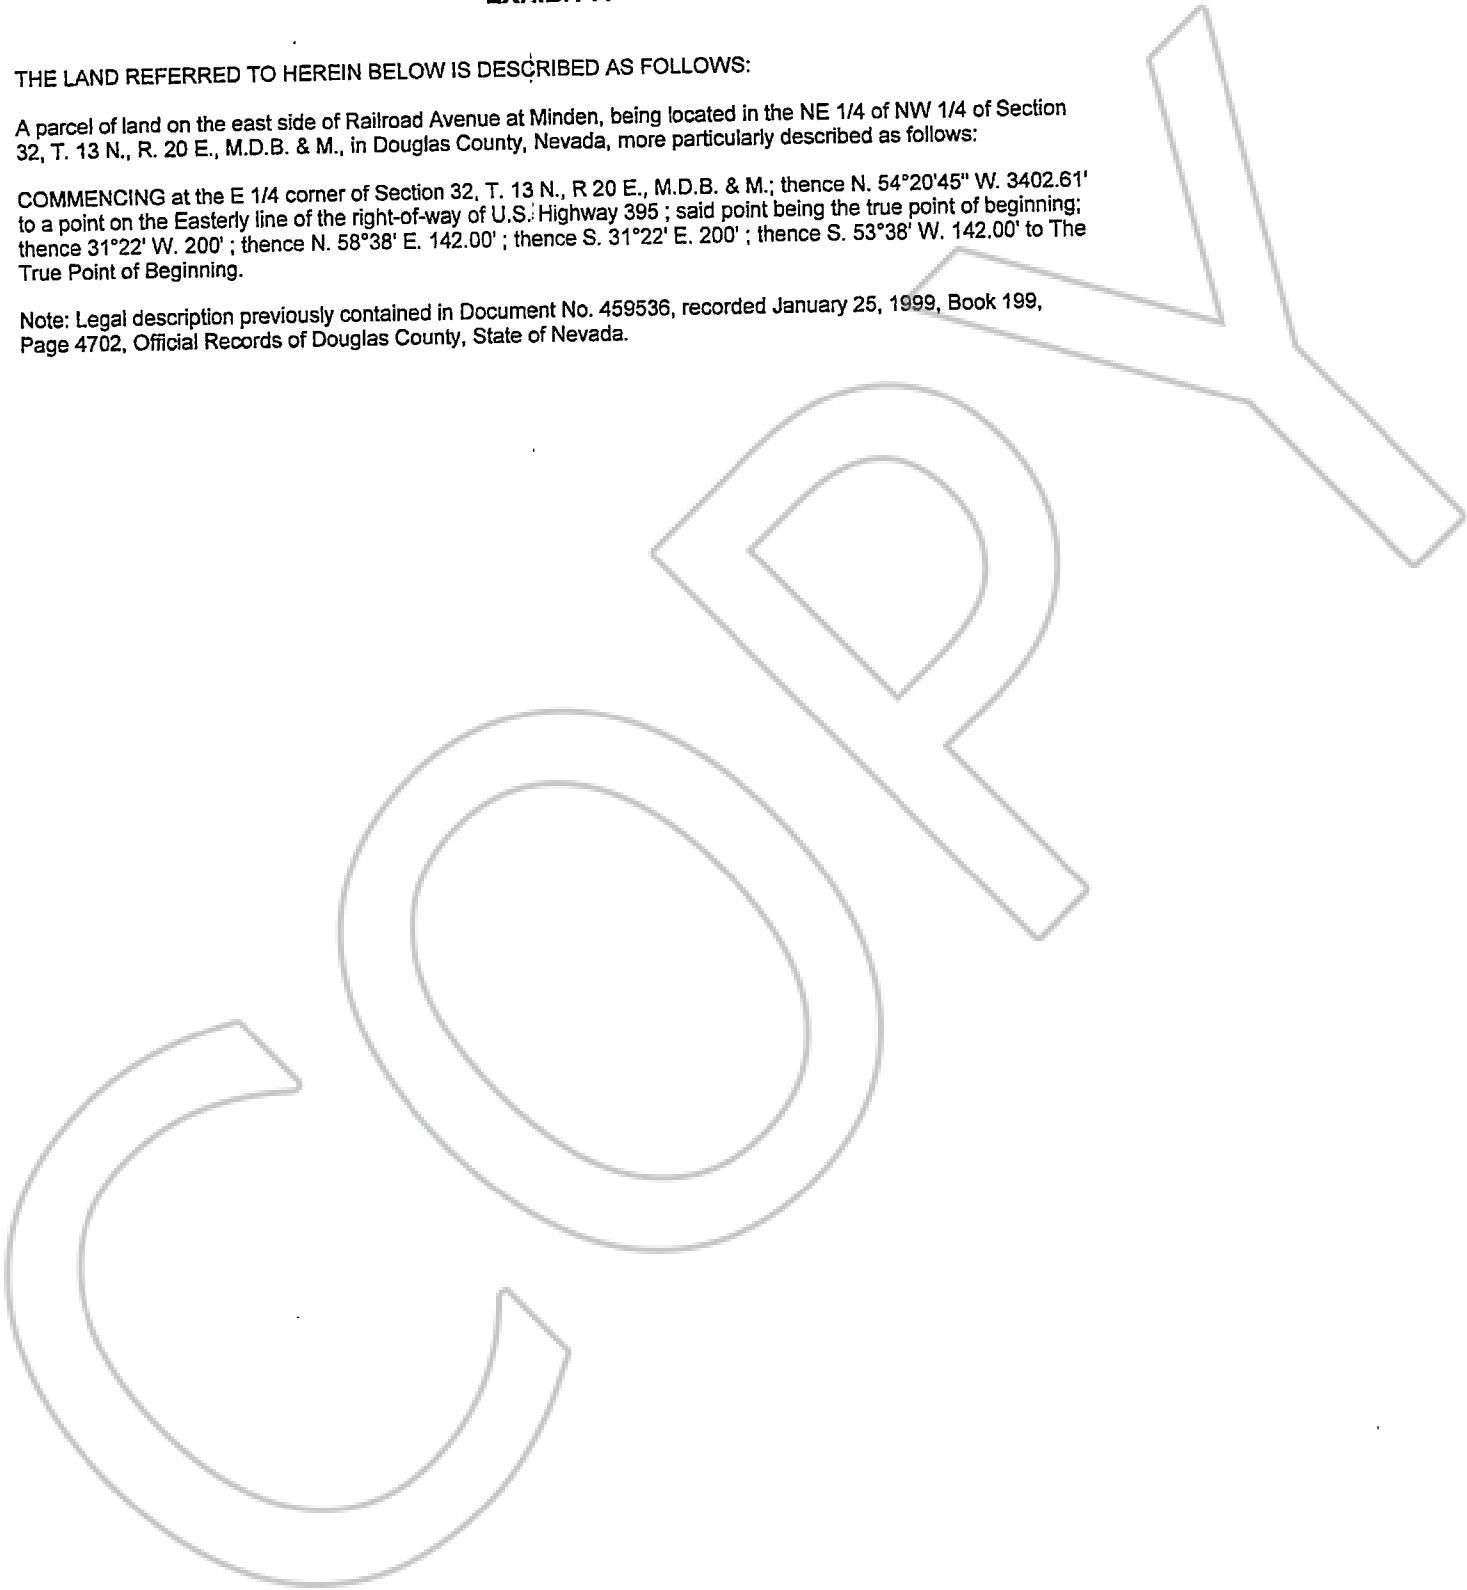 THE LAND REFERRED TO HEREIN BELOW IS DESCRIBED AS FOLLOWS:
A parcel of land on the east side of Railroad Avenue at Minden, being located in the NE 1/4 of NW 1/4 of Section
32, T. 13 N., R. 20 E., M.D.B. & M., in Douglas County, Nevada, more particularly described as follows:
COMMENCING at the E 1/4 corner of Section 32, T. 13 N., R 20 E., M.D.B. & M.; thence N. 54°20'45" W. 3402.61'
to a point on the Easterly line of the right-of-way of U.S. Highway 395 ; said point being the true point of beginning;
thence 31°22' W. 200' ; thence N. 58°38' E. 142.00' ; thence S. 31°22' E. 200' ; thence S. 53°38' W. 142.00' to The
True Point of Beginning.
Note: Legal description previously contained in Document No. 459536, recorded January 25, 1999, Book 199,
Page 4702, Official Records of Douglas County, State of Nevada.
COPY